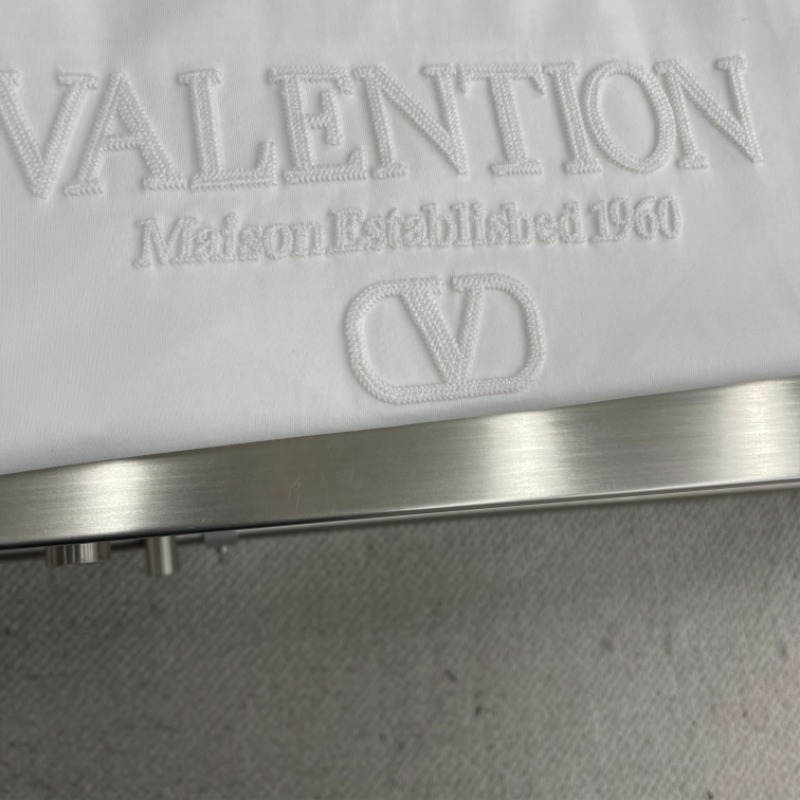 VALENTION
Maison Established 1960
V